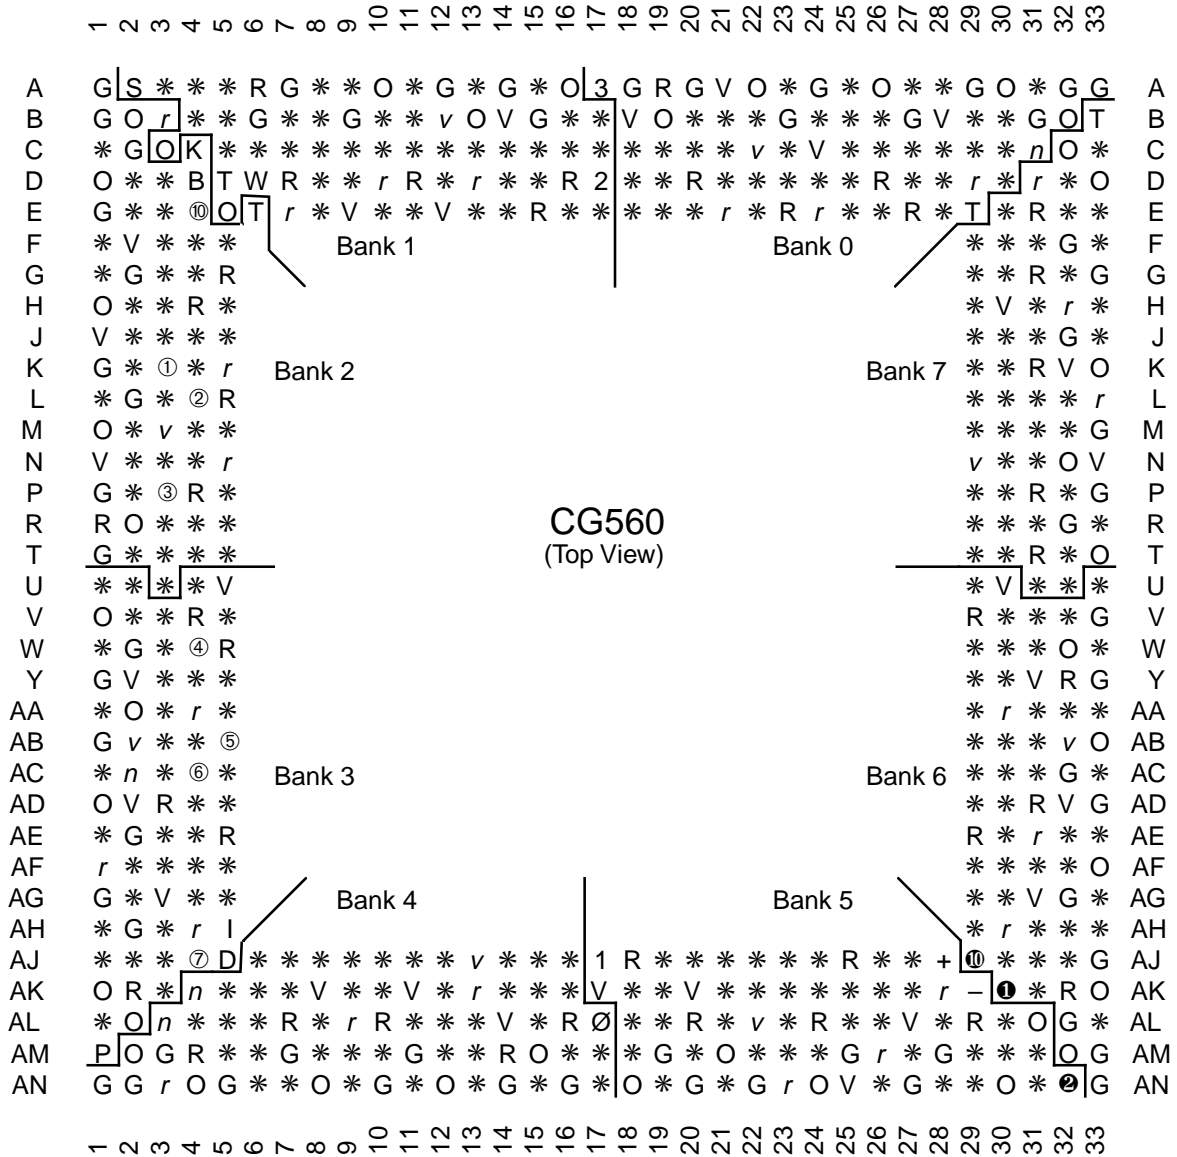 1 2 3 4 5 6 7 8 9 10 11 12 13 14 15 16 17 18 19 20 21 22 23 24 25 26 27 28 29 30 31 32 33
A G S ✳ ✳ ✳ R G ✳ ✳ O ✳ G ✳ G ✳ O 3 G R G V O ✳ G ✳ O ✳ ✳ G O ✳ G G A
B G O r ✳ ✳ G ✳ ✳ G ✳ ✳ v O V G ✳ ✳ V O ✳ ✳ ✳ G ✳ ✳ ✳ G V ✳ ✳ G O T B
C ✳ G O K ✳ ✳ ✳ ✳ ✳ ✳ ✳ ✳ ✳ ✳ ✳ ✳ ✳ ✳ ✳ ✳ ✳ v ✳ V ✳ ✳ ✳ ✳ ✳ ✳ n O ✳ C
D O ✳ ✳ B T W R ✳ ✳ r R ✳ r ✳ ✳ R 2 ✳ ✳ R ✳ ✳ ✳ ✳ ✳ R ✳ ✳ r ✳ r ✳ O D
E G ✳ ✳ ⑩ O T r ✳ V ✳ ✳ V ✳ ✳ R ✳ ✳ ✳ ✳ ✳ r ✳ R r ✳ ✳ R ✳ T ✳ R ✳ ✳ E
F ✳ V ✳ ✳ ✳ Bank 1 Bank 0 ✳ ✳ ✳ G ✳ F
G ✳ G ✳ ✳ R ✳ ✳ R ✳ G G
H O ✳ ✳ R ✳ ✳ V ✳ r ✳ H
J V ✳ ✳ ✳ ✳ ✳ ✳ ✳ G ✳ J
K G ✳ ① ✳ r Bank 2 Bank 7 ✳ ✳ R V O K
L ✳ G ✳ ② R ✳ ✳ ✳ ✳ r L
M O ✳ v ✳ ✳ ✳ ✳ ✳ ✳ G M
N V ✳ ✳ ✳ r v ✳ ✳ O V N
P G ✳ ③ R ✳ ✳ ✳ R ✳ G P
R R O ✳ ✳ ✳ CG560 ✳ ✳ ✳ G ✳ R
T G ✳ ✳ ✳ ✳ (Top View) ✳ ✳ R ✳ O T
U ✳ ✳ ✳ ✳ V ✳ V ✳ ✳ ✳ U
V O ✳ ✳ R ✳ R ✳ ✳ ✳ G V
W ✳ G ✳ ④ R ✳ ✳ ✳ O ✳ W
Y G V ✳ ✳ ✳ ✳ ✳ V R G Y
AA ✳ O ✳ r ✳ ✳ r ✳ ✳ ✳ AA
AB G v ✳ ✳ ⑤ ✳ ✳ ✳ v O AB
AC ✳ n ✳ ⑥ ✳ Bank 3 Bank 6 ✳ ✳ ✳ G ✳ AC
AD O V R ✳ ✳ ✳ ✳ R V G AD
AE ✳ G ✳ ✳ R R ✳ r ✳ ✳ AE
AF r ✳ ✳ ✳ ✳ ✳ ✳ ✳ ✳ O AF
AG G ✳ V ✳ ✳ Bank 4 Bank 5 ✳ ✳ V G ✳ AG
AH ✳ G ✳ r I ✳ r ✳ ✳ ✳ AH
AJ ✳ ✳ ✳ ⑦ D ✳ ✳ ✳ ✳ ✳ ✳ ✳ v ✳ ✳ ✳ 1 R ✳ ✳ ✳ ✳ ✳ ✳ R ✳ ✳ + ❿ ✳ ✳ ✳ G AJ
AK O R ✳ n ✳ ✳ ✳ V ✳ ✳ V ✳ r ✳ ✳ ✳ V ✳ ✳ V ✳ ✳ ✳ ✳ ✳ ✳ ✳ r – ❶ ✳ R O AK
AL ✳ O n ✳ ✳ ✳ R ✳ r R ✳ ✳ ✳ V ✳ R Ø ✳ ✳ R ✳ v ✳ R ✳ ✳ V ✳ R ✳ O G ✳ AL
AM P O G R ✳ ✳ G ✳ ✳ ✳ G ✳ ✳ R O ✳ ✳ ✳ G ✳ O ✳ ✳ ✳ G r ✳ G ✳ ✳ ✳ O G AM
AN G G r O G ✳ ✳ O ✳ G ✳ O ✳ G ✳ G ✳ O ✳ G ✳ G r O V ✳ G ✳ ✳ O ✳ ❷ G AN
1 2 3 4 5 6 7 8 9 10 11 12 13 14 15 16 17 18 19 20 21 22 23 24 25 26 27 28 29 30 31 32 33